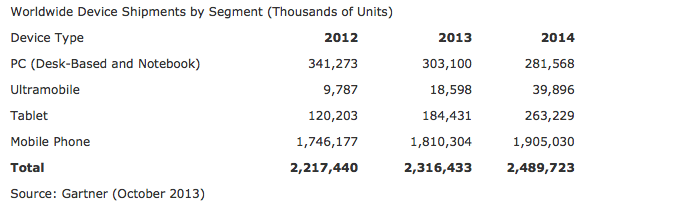 Worldwide Device Shipments by Segment (Thousands of Units)
Device Type 2012 2013 2014
PC (Desk-Based and Notebook) 341,273 303,100 281,568
Ultramobile 9,787 18,598 39,896
Tablet 120,203 184,431 263,229
Mobile Phone 1,746,177 1,810,304 1,905,030
Total 2,217,440 2,316,433 2,489,723
Source: Gartner (October 2013)